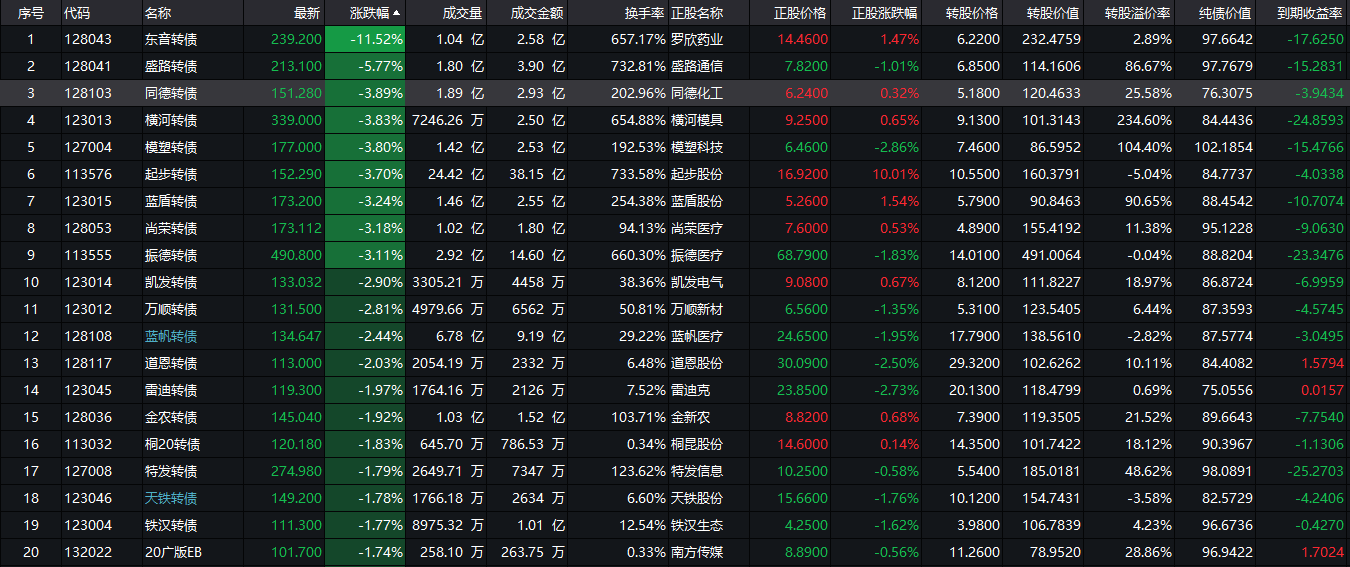 序号 代码 名称 最新 涨跌幅▲ 成交量 成交金额 换手率 正股名称 正股价格 正股涨跌幅 转股价格 转股价值 转股溢价率 纯债价值 到期收益率
1 128043 东音转债 239.200 -11.52% 1.04 亿 2.58 亿 657.17% 罗欣药业 14.4600 1.47% 6.2200 232.4759 2.89% 97.6642 -17.6250
2 128041 盛路转债 213.100 -5.77% 1.80 亿 3.90 亿 732.81% 盛路通信 7.8200 -1.01% 6.8500 114.1606 86.67% 97.7679 -15.2831
3 128103 同德转债 151.280 -3.89% 1.89 亿 2.93 亿 202.96% 同德化工 6.2400 0.32% 5.1800 120.4633 25.58% 76.3075 -3.9434
4 123013 横河转债 339.000 -3.83% 7246.26 万 2.50 亿 654.88% 横河模具 9.2500 0.65% 9.1300 101.3143 234.60% 84.4436 -24.8593
5 127004 模塑转债 177.000 -3.80% 1.42 亿 2.53 亿 192.53% 模塑科技 6.4600 -2.86% 7.4600 86.5952 104.40% 102.1854 -15.4766
6 113576 起步转债 152.290 -3.70% 24.42 亿 38.15 亿 733.58% 起步股份 16.9200 10.01% 10.5500 160.3791 -5.04% 84.7737 -4.0338
7 123015 蓝盾转债 173.200 -3.24% 1.46 亿 2.55 亿 254.38% 蓝盾股份 5.2600 1.54% 5.7900 90.8463 90.65% 88.4542 -10.7074
8 128053 尚荣转债 173.112 -3.18% 1.02 亿 1.80 亿 94.13% 尚荣医疗 7.6000 0.53% 4.8900 155.4192 11.38% 95.1228 -9.0630
9 113555 振德转债 490.800 -3.11% 2.92 亿 14.60 亿 660.30% 振德医疗 68.7900 -1.83% 14.0100 491.0064 -0.04% 88.8204 -23.3476
10 123014 凯发转债 133.032 -2.90% 3305.21 万 4458 万 38.36% 凯发电气 9.0800 0.67% 8.1200 111.8227 18.97% 86.8724 -6.9959
11 123012 万顺转债 131.500 -2.81% 4979.66 万 6562 万 50.81% 万顺新材 6.5600 -1.35% 5.3100 123.5405 6.44% 87.3593 -4.5745
12 128108 蓝帆转债 134.647 -2.44% 6.78 亿 9.19 亿 29.22% 蓝帆医疗 24.6500 -1.95% 17.7900 138.5610 -2.82% 87.5774 -3.0495
13 128117 道恩转债 113.000 -2.03% 2054.19 万 2332 万 6.48% 道恩股份 30.0900 -2.50% 29.3200 102.6262 10.11% 84.4082 1.5794
14 123045 雷迪转债 119.300 -1.97% 1764.16 万 2126 万 7.52% 雷迪克 23.8500 -2.73% 20.1300 118.4799 0.69% 75.0556 0.0157
15 128036 金农转债 145.040 -1.92% 1.03 亿 1.52 亿 103.71% 金新农 8.8200 0.68% 7.3900 119.3505 21.52% 89.6643 -7.7540
16 113032 桐20转债 120.180 -1.83% 645.70 万 786.53 万 0.34% 桐昆股份 14.6000 0.14% 14.3500 101.7422 18.12% 90.3967 -1.1306
17 127008 特发转债 274.980 -1.79% 2649.71 万 7347 万 123.62% 特发信息 10.2500 -0.58% 5.5400 185.0181 48.62% 98.0891 -25.2703
18 123046 天铁转债 149.200 -1.78% 1766.18 万 2634 万 6.60% 天铁股份 15.6600 -1.76% 10.1200 154.7431 -3.58% 82.5729 -4.2406
19 123004 铁汉转债 111.300 -1.77% 8975.32 万 1.01 亿 12.54% 铁汉生态 4.2500 -1.62% 3.9800 106.7839 4.23% 96.6736 -0.4270
20 132022 20广版EB 101.700 -1.74% 258.10 万 263.75 万 0.33% 南方传媒 8.8900 -0.56% 11.2600 78.9520 28.86% 96.9422 1.7024